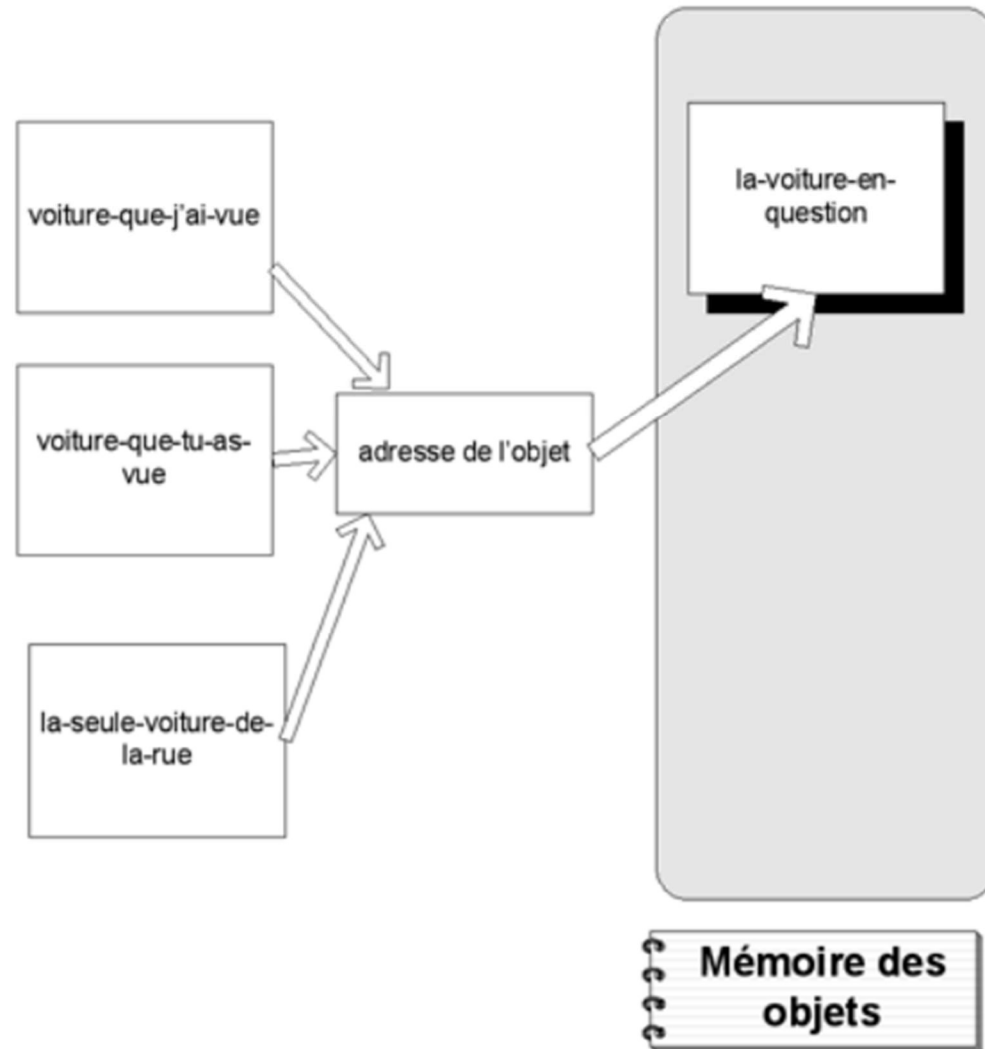 voiture-que-j'ai-vue
voiture-que-tu-as-
vue
la-seule-voiture-de-
la-rue
adresse de l'objet
la-voiture-en-
question
Mémoire des
objets